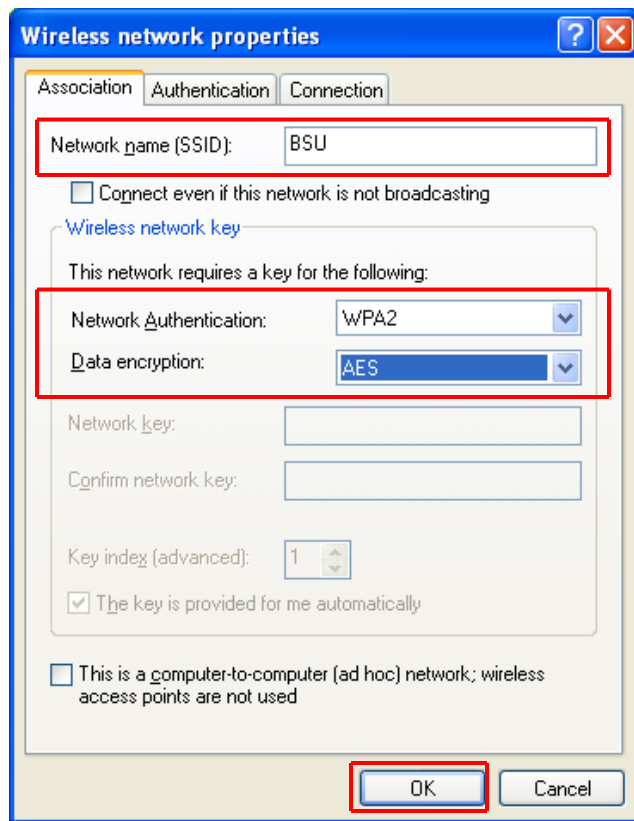 Wireless network properties
?
Association Authentication Connection
Network name (SSID): BSU
Connect even if this network is not broadcasting
Wireless network key
This network requires a key for the following:
Network Authentication: WPA2
Data encryption: AES
Network key:
Confirm network key:
Key index (advanced): 1
The key is provided for me automatically
This is a computer-to-computer (ad hoc) network; wireless
access points are not used
OK Cancel